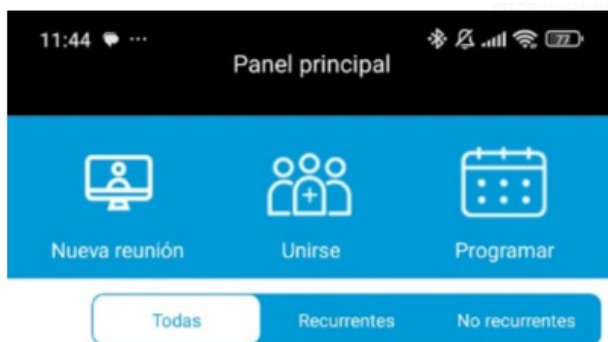 11:44 77
Panel principal
Nueva reunión Unirse Programar
Todas Recurrentes No recurrentes